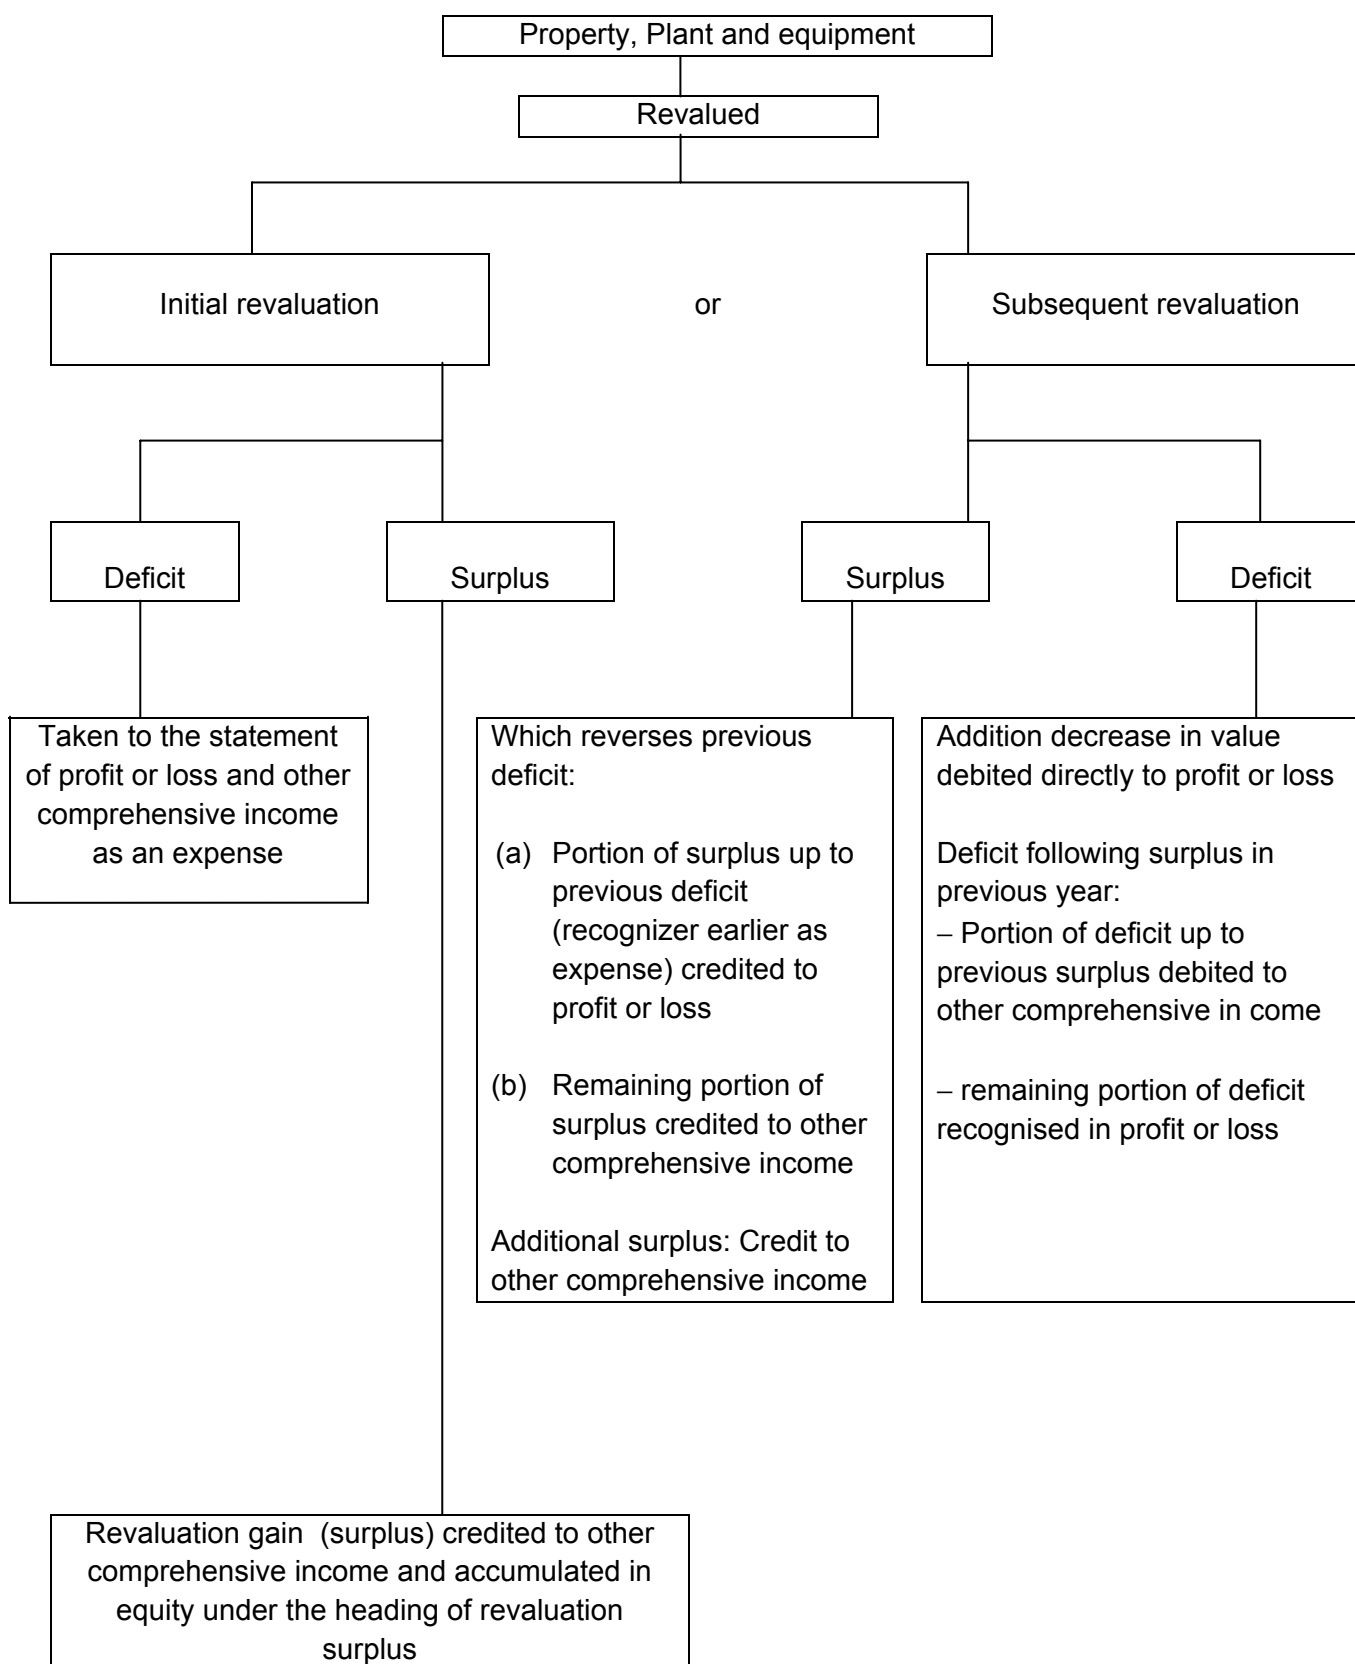 Property, Plant and equipment
Revalued
Initial revaluation
or
Subsequent revaluation
Deficit
Surplus
Surplus
Deficit
Taken to the statement
of profit or loss and other
comprehensive income
as an expense
Which reverses previous
deficit:
(a) Portion of surplus up to
previous deficit
(recognizer earlier as
expense) credited to
profit or loss
(b) Remaining portion of
surplus credited to other
comprehensive income
Additional surplus: Credit to
other comprehensive income
Addition decrease in value
debited directly to profit or loss
Deficit following surplus in
previous year:
– Portion of deficit up to
previous surplus debited to
other comprehensive in come
– remaining portion of deficit
recognised in profit or loss
Revaluation gain (surplus) credited to other
comprehensive income and accumulated in
equity under the heading of revaluation
surplus